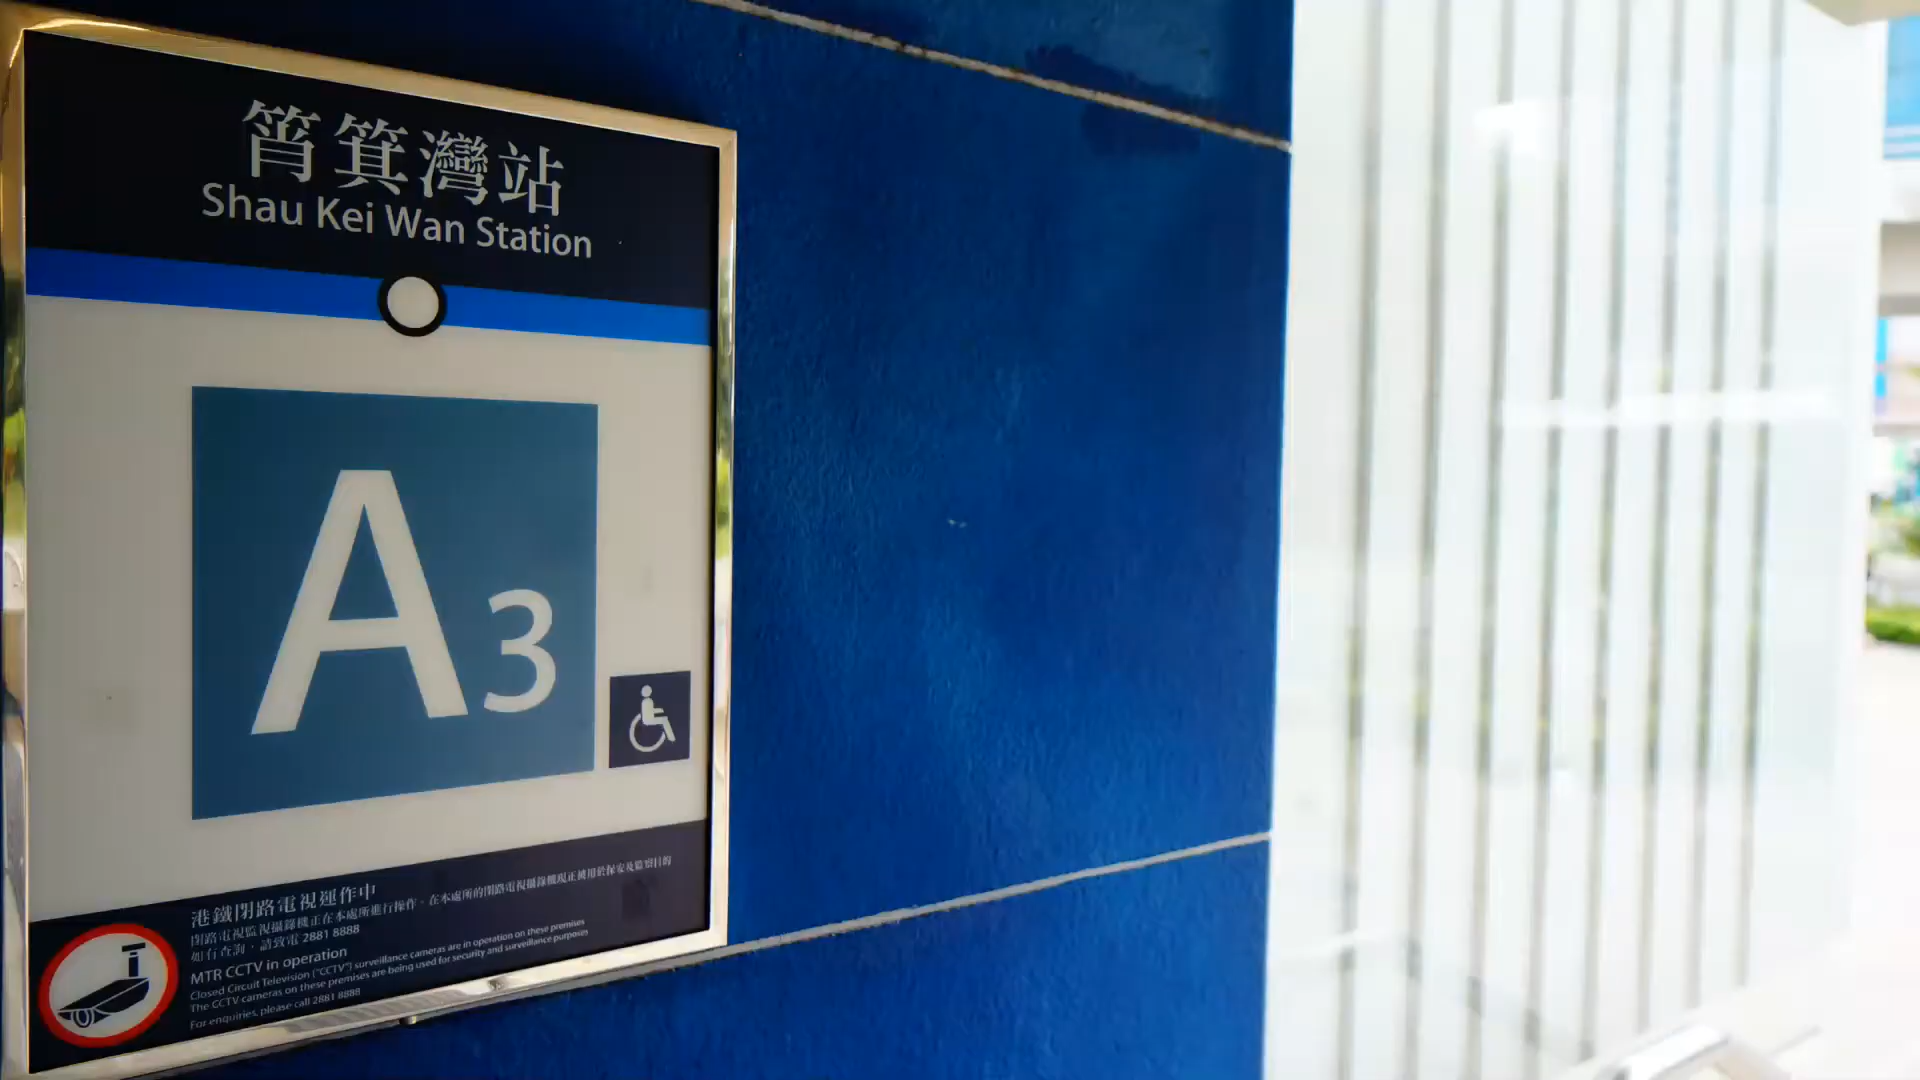 筲箕灣站
Shau Kei Wan Station
A3
港鐵閉路電視運作中
閉路電視監視攝錄機正在本處所進行操作。在本處所的閉路電視攝錄機現正被用於保安及監察目的
如有查詢，請致電 2881 8888
MTR CCTV in operation
Closed Circuit Television ("CCTV") surveillance cameras are in operation on these premises
The CCTV cameras on these premises are being used for security and surveillance purposes
For enquiries, please call 2881 8888